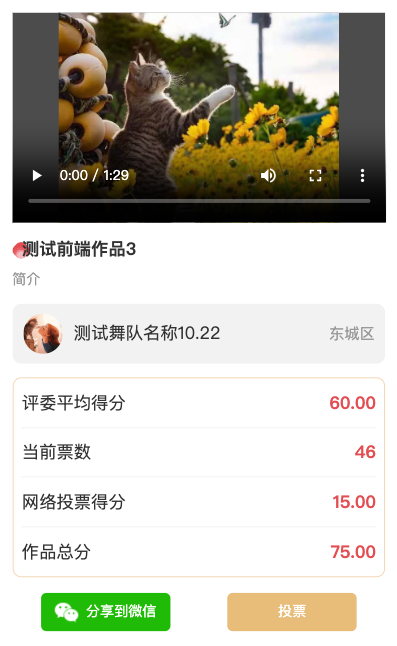 0:00 / 1:29
测试前端作品3
简介
测试舞队名称10.22 东城区
评委平均得分 60.00
当前票数 46
网络投票得分 15.00
作品总分 75.00
分享到微信 投票